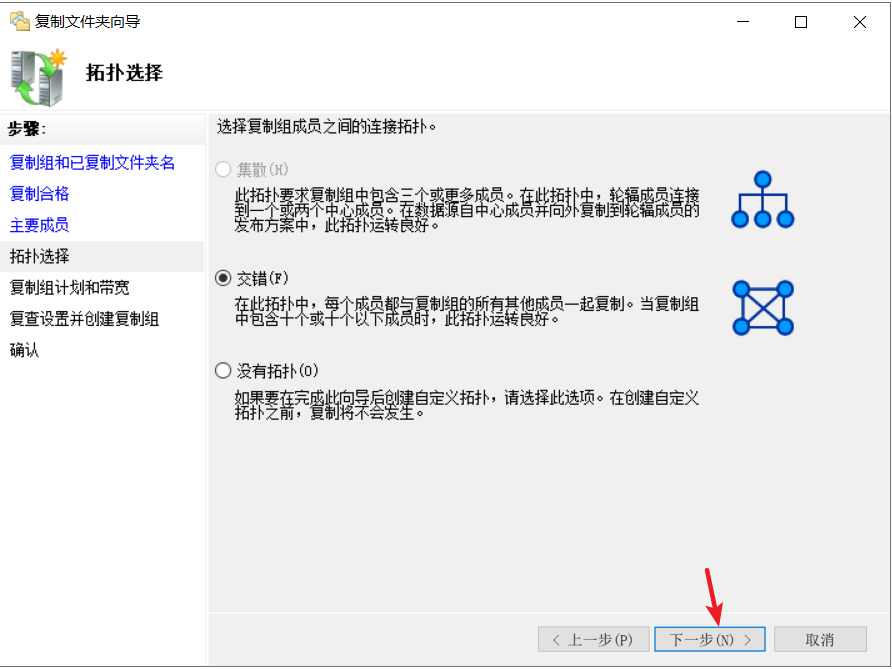 复制文件夹向导
拓扑选择
步骤:
复制组和已复制文件夹名
复制合格
主要成员
拓扑选择
复制组计划和带宽
复查设置并创建复制组
确认
选择复制组成员之间的连接拓扑。
集散(H)
此拓扑要求复制组中包含三个或更多成员。在此拓扑中，轮辐成员连接
到一个或两个中心成员。在数据源自中心成员并向外复制到轮辐成员的
发布方案中，此拓扑运转良好。
交错(F)
在此拓扑中，每个成员都与复制组的所有其他成员一起复制。当复制组
中包含十个或十个以下成员时，此拓扑运转良好。
没有拓扑(O)
如果要在完成此向导后创建自定义拓扑，请选择此选项。在创建自定义
拓扑之前，复制将不会发生。
< 上一步(P)
下一步(N) >
取消